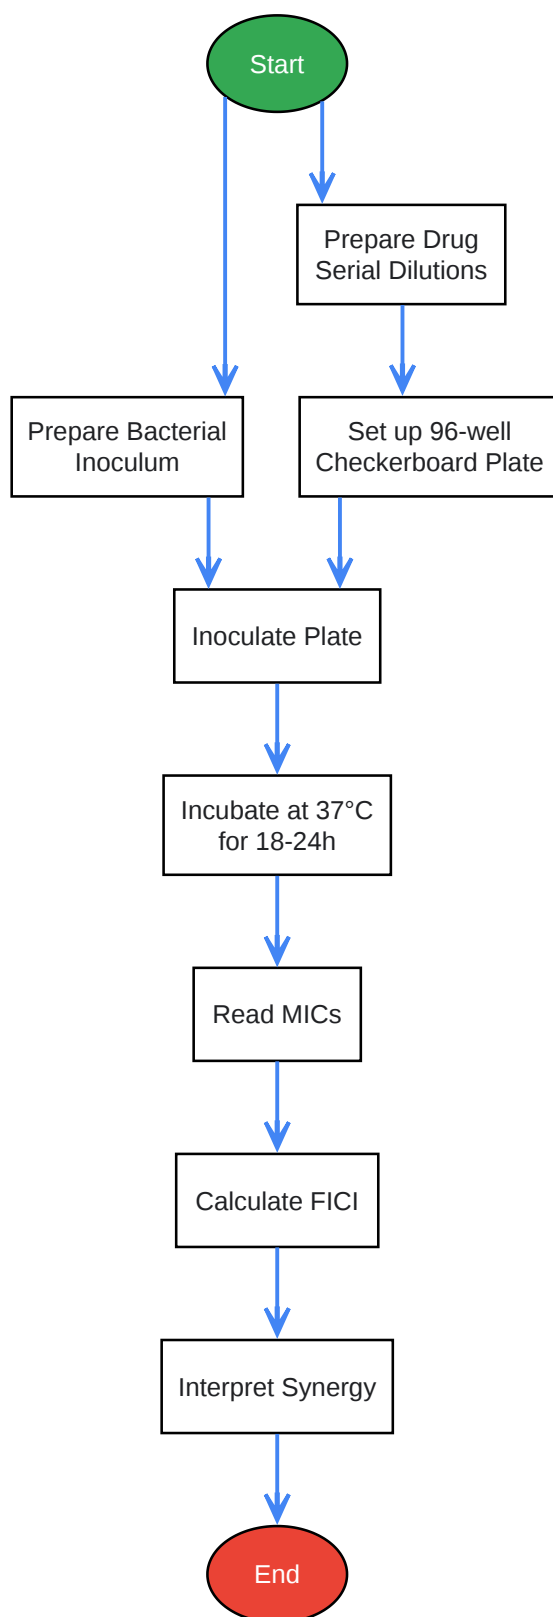 Start
Prepare Drug
Serial Dilutions
Prepare Bacterial
Inoculum
Set up 96-well
Checkerboard Plate
Inoculate Plate
Incubate at 37°C
for 18-24h
Read MICs
Calculate FICI
Interpret Synergy
End